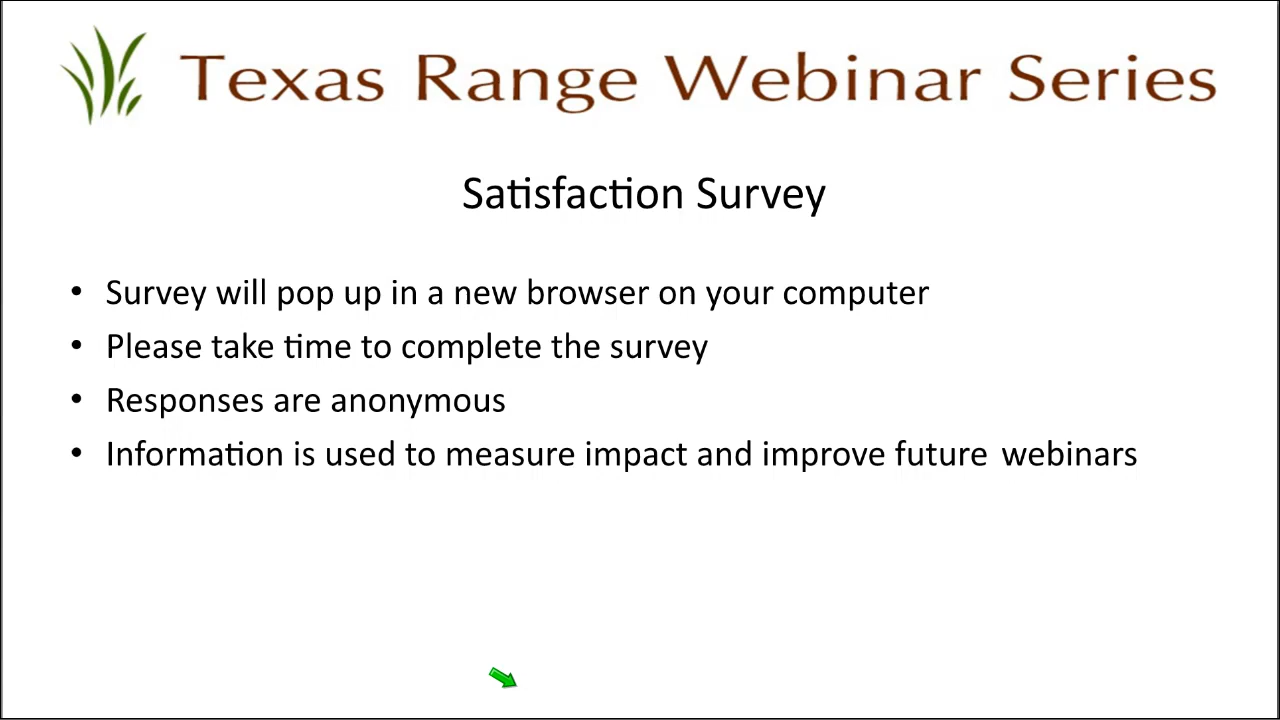 Texas Range Webinar Series
Satisfaction Survey
• Survey will pop up in a new browser on your computer
• Please take time to complete the survey
• Responses are anonymous
• Information is used to measure impact and improve future webinars